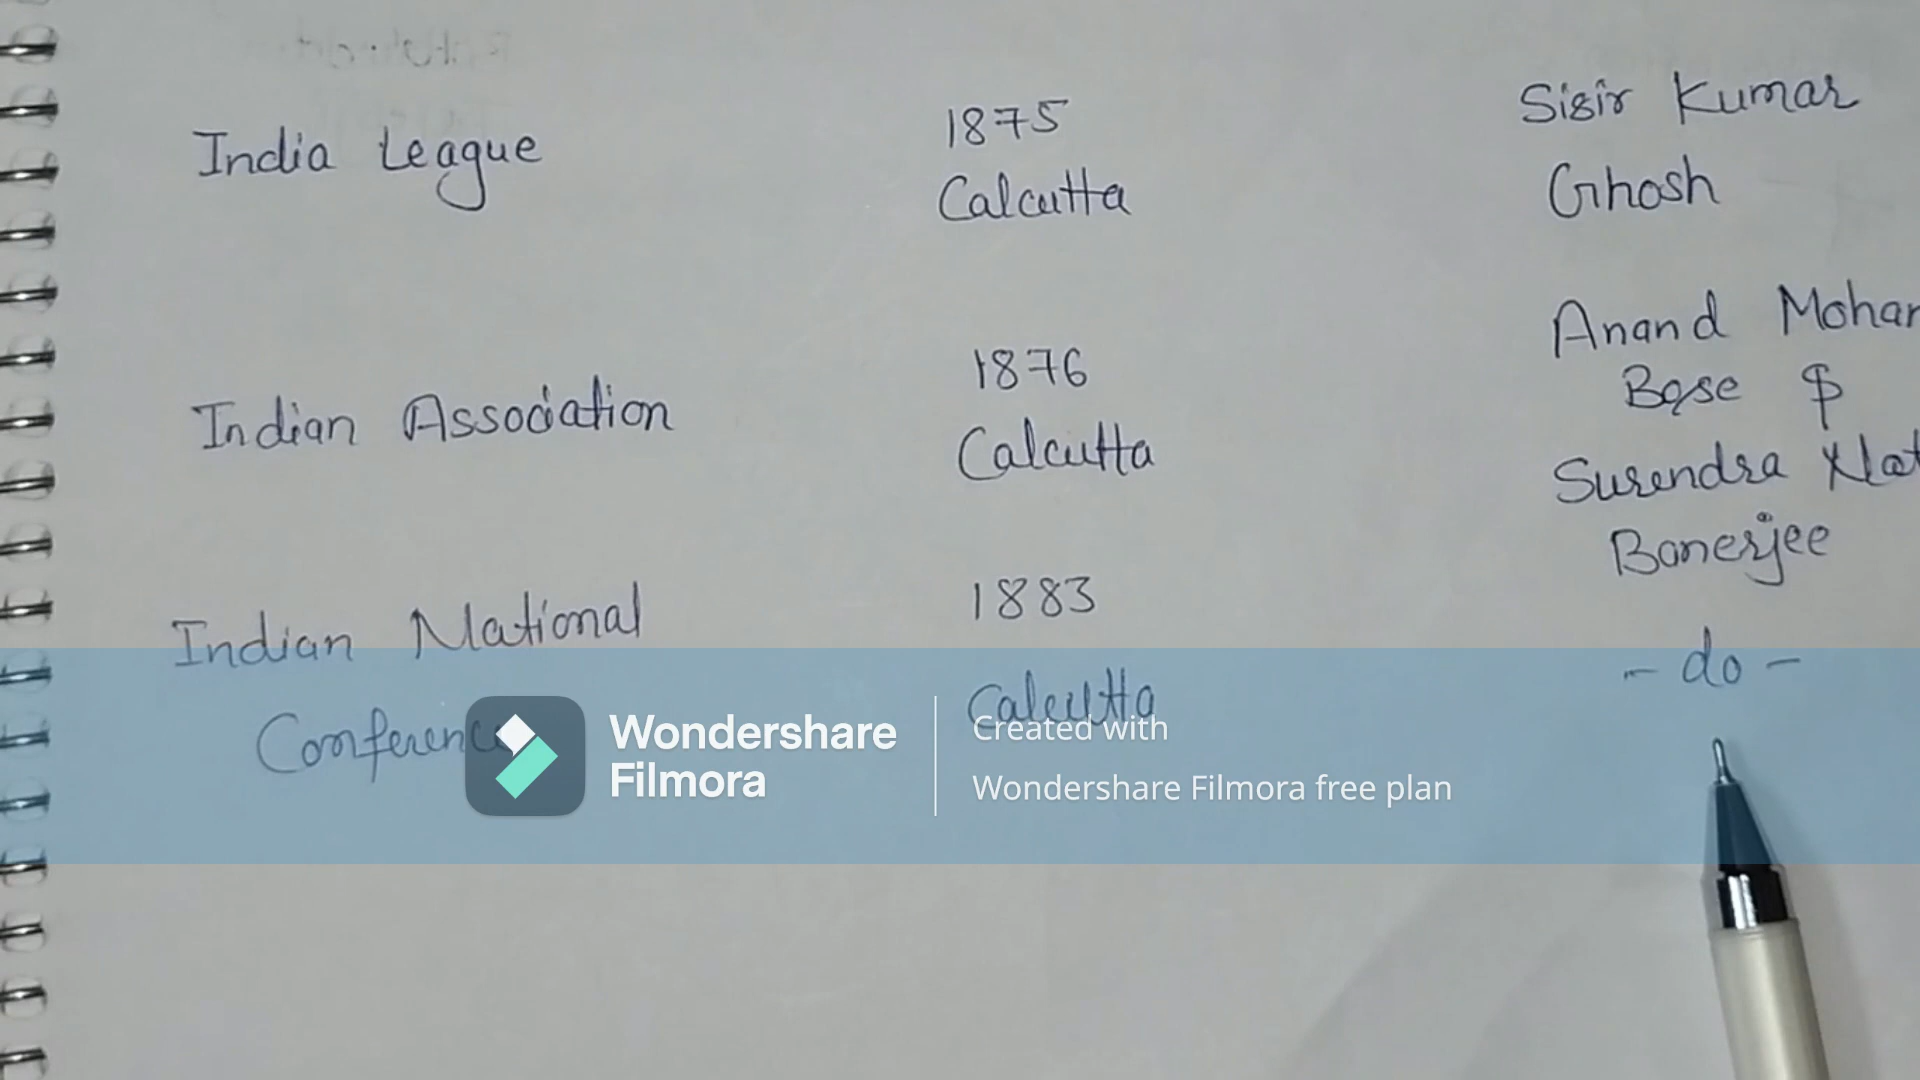 India League
1875
Calcutta
Sisir Kumar
Ghosh
Indian Association
1876
Calcutta
Anand Mohan
Bose &
Surendra Nat
Banerjee
Indian National
Conference
1883
Calcutta
- do -
Wondershare
Filmora
Created with
Wondershare Filmora free plan